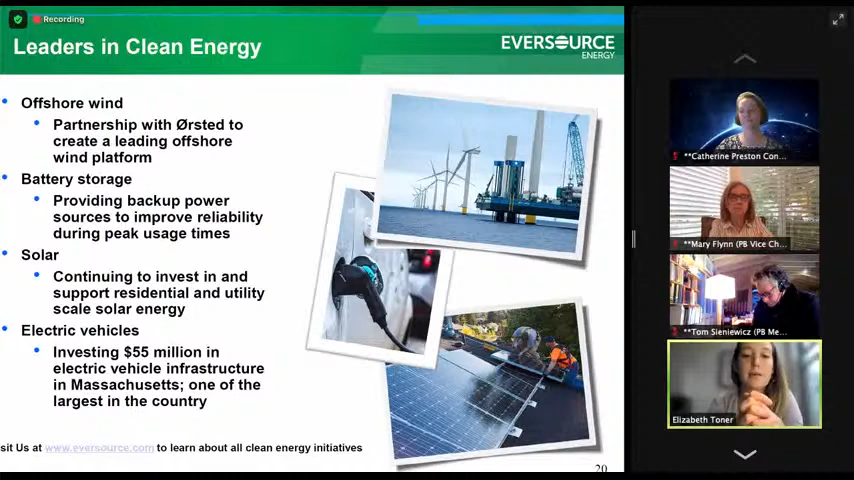 Recording
Leaders in Clean Energy
EVERSOURCE
ENERGY
• Offshore wind
• Partnership with Ørsted to
create a leading offshore
wind platform
• Battery storage
• Providing backup power
sources to improve reliability
during peak usage times
• Solar
• Continuing to invest in and
support residential and utility
scale solar energy
• Electric vehicles
• Investing $55 million in
electric vehicle infrastructure
in Massachusetts; one of the
largest in the country
sit Us at www.eversource.com to learn about all clean energy initiatives
20
**Catherine Preston Con...
**Mary Flynn (PB Vice Ch...
**Tom Sieniewicz (PB Me...
Elizabeth Toner